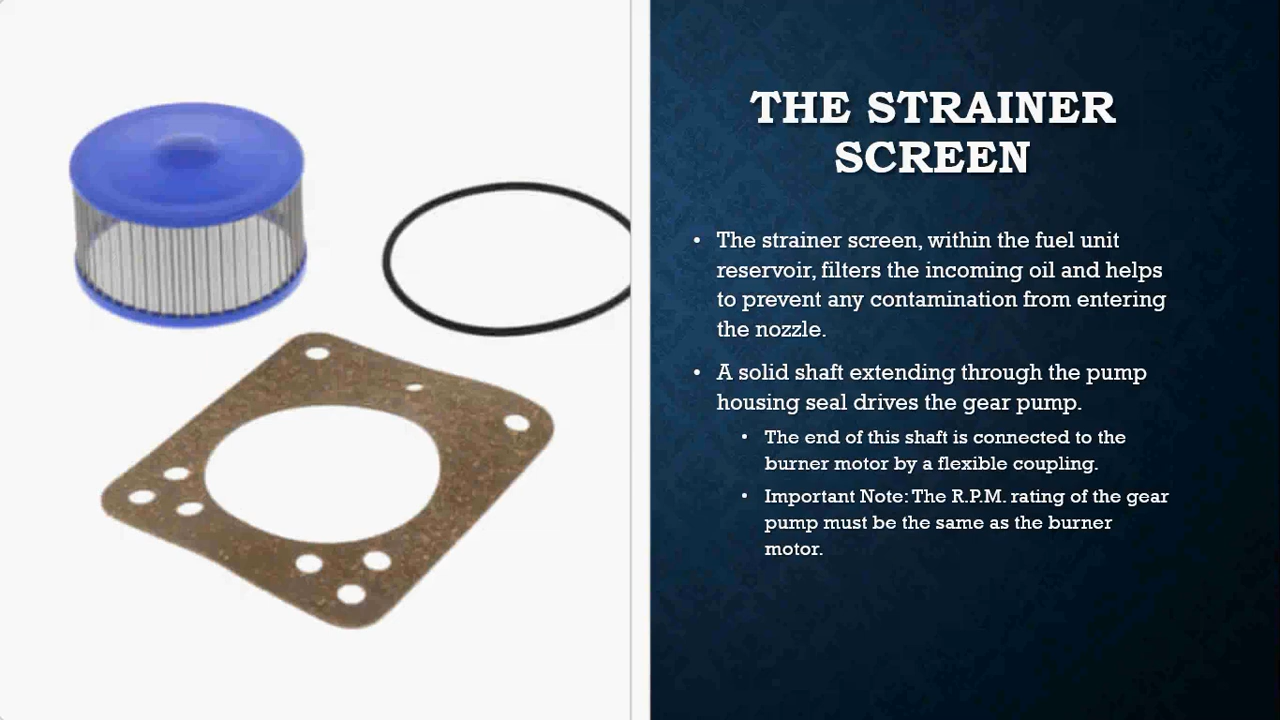 THE STRAINER
SCREEN
• The strainer screen, within the fuel unit
reservoir, filters the incoming oil and helps
to prevent any contamination from entering
the nozzle.
• A solid shaft extending through the pump
housing seal drives the gear pump.
• The end of this shaft is connected to the
burner motor by a flexible coupling.
• Important Note: The R.P.M. rating of the gear
pump must be the same as the burner
motor.